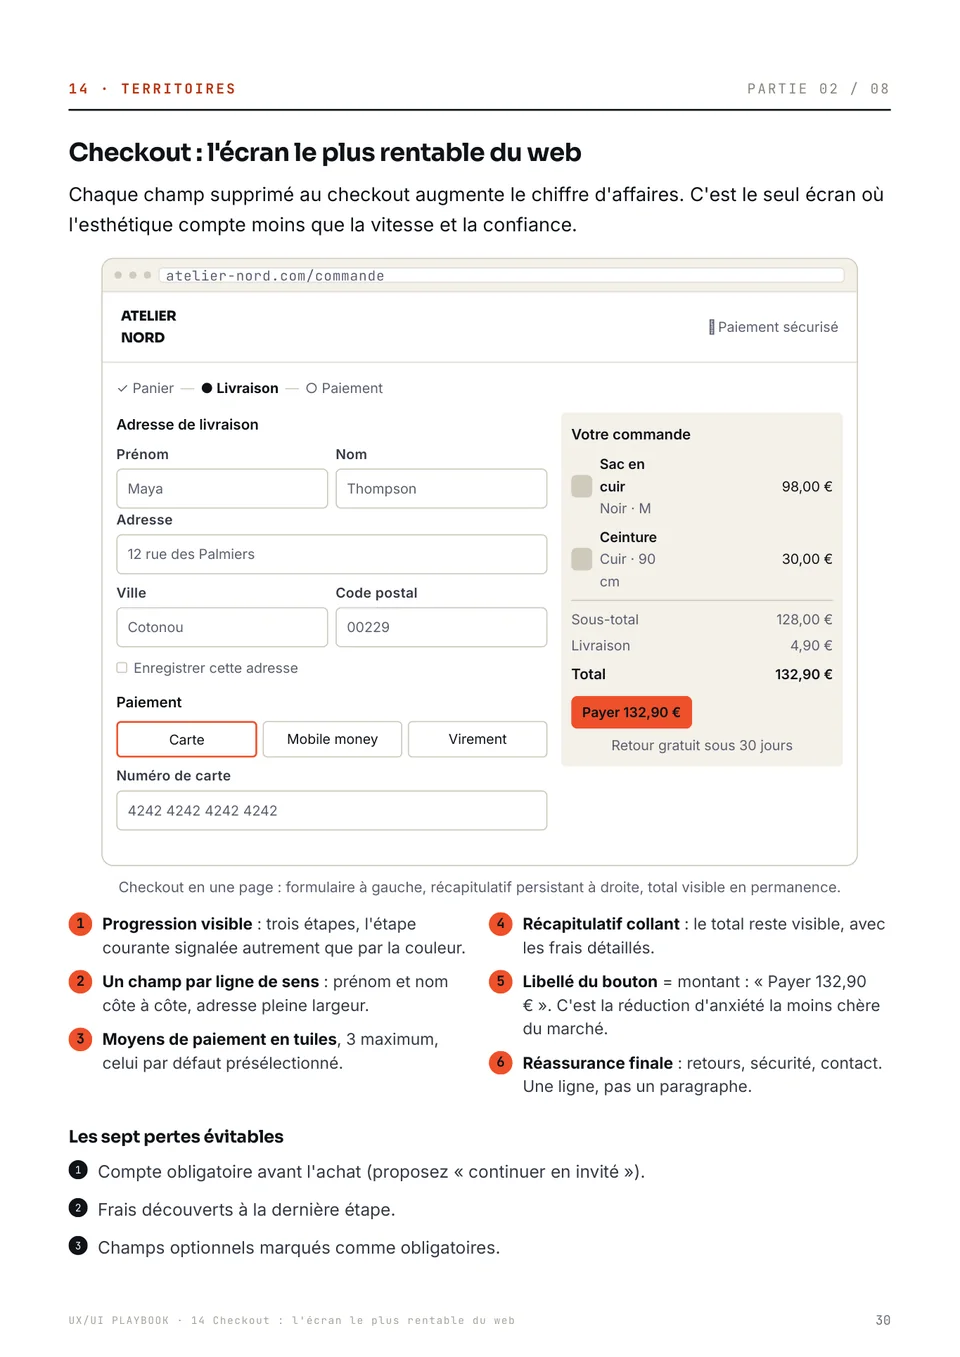 14 · TERRITOIRES
PARTIE 02 / 08
Checkout : l'écran le plus rentable du web
Chaque champ supprimé au checkout augmente le chiffre d'affaires. C'est le seul écran où
l'esthétique compte moins que la vitesse et la confiance.
atelier-nord.com/commande
ATELIER
NORD
Paiement sécurisé
✓ Panier — ● Livraison — ○ Paiement
Adresse de livraison
Prénom
Nom
Maya
Thompson
Adresse
12 rue des Palmiers
Ville
Code postal
Cotonou
00229
Enregistrer cette adresse
Paiement
Carte
Mobile money
Virement
Numéro de carte
4242 4242 4242 4242
Votre commande
Sac en
cuir
98,00 €
Noir · M
Ceinture
Cuir · 90
30,00 €
cm
Sous-total 128,00 €
Livraison 4,90 €
Total 132,90 €
Payer 132,90 €
Retour gratuit sous 30 jours
Checkout en une page : formulaire à gauche, récapitulatif persistant à droite, total visible en permanence.
1 Progression visible : trois étapes, l'étape
courante signalée autrement que par la couleur.
2 Un champ par ligne de sens : prénom et nom
côte à côte, adresse pleine largeur.
3 Moyens de paiement en tuiles, 3 maximum,
celui par défaut présélectionné.
4 Récapitulatif collant : le total reste visible, avec
les frais détaillés.
5 Libellé du bouton = montant : « Payer 132,90
€ ». C'est la réduction d'anxiété la moins chère
du marché.
6 Réassurance finale : retours, sécurité, contact.
Une ligne, pas un paragraphe.
Les sept pertes évitables
1 Compte obligatoire avant l'achat (proposez « continuer en invité »).
2 Frais découverts à la dernière étape.
3 Champs optionnels marqués comme obligatoires.
UX/UI PLAYBOOK · 14 Checkout : l'écran le plus rentable du web
30